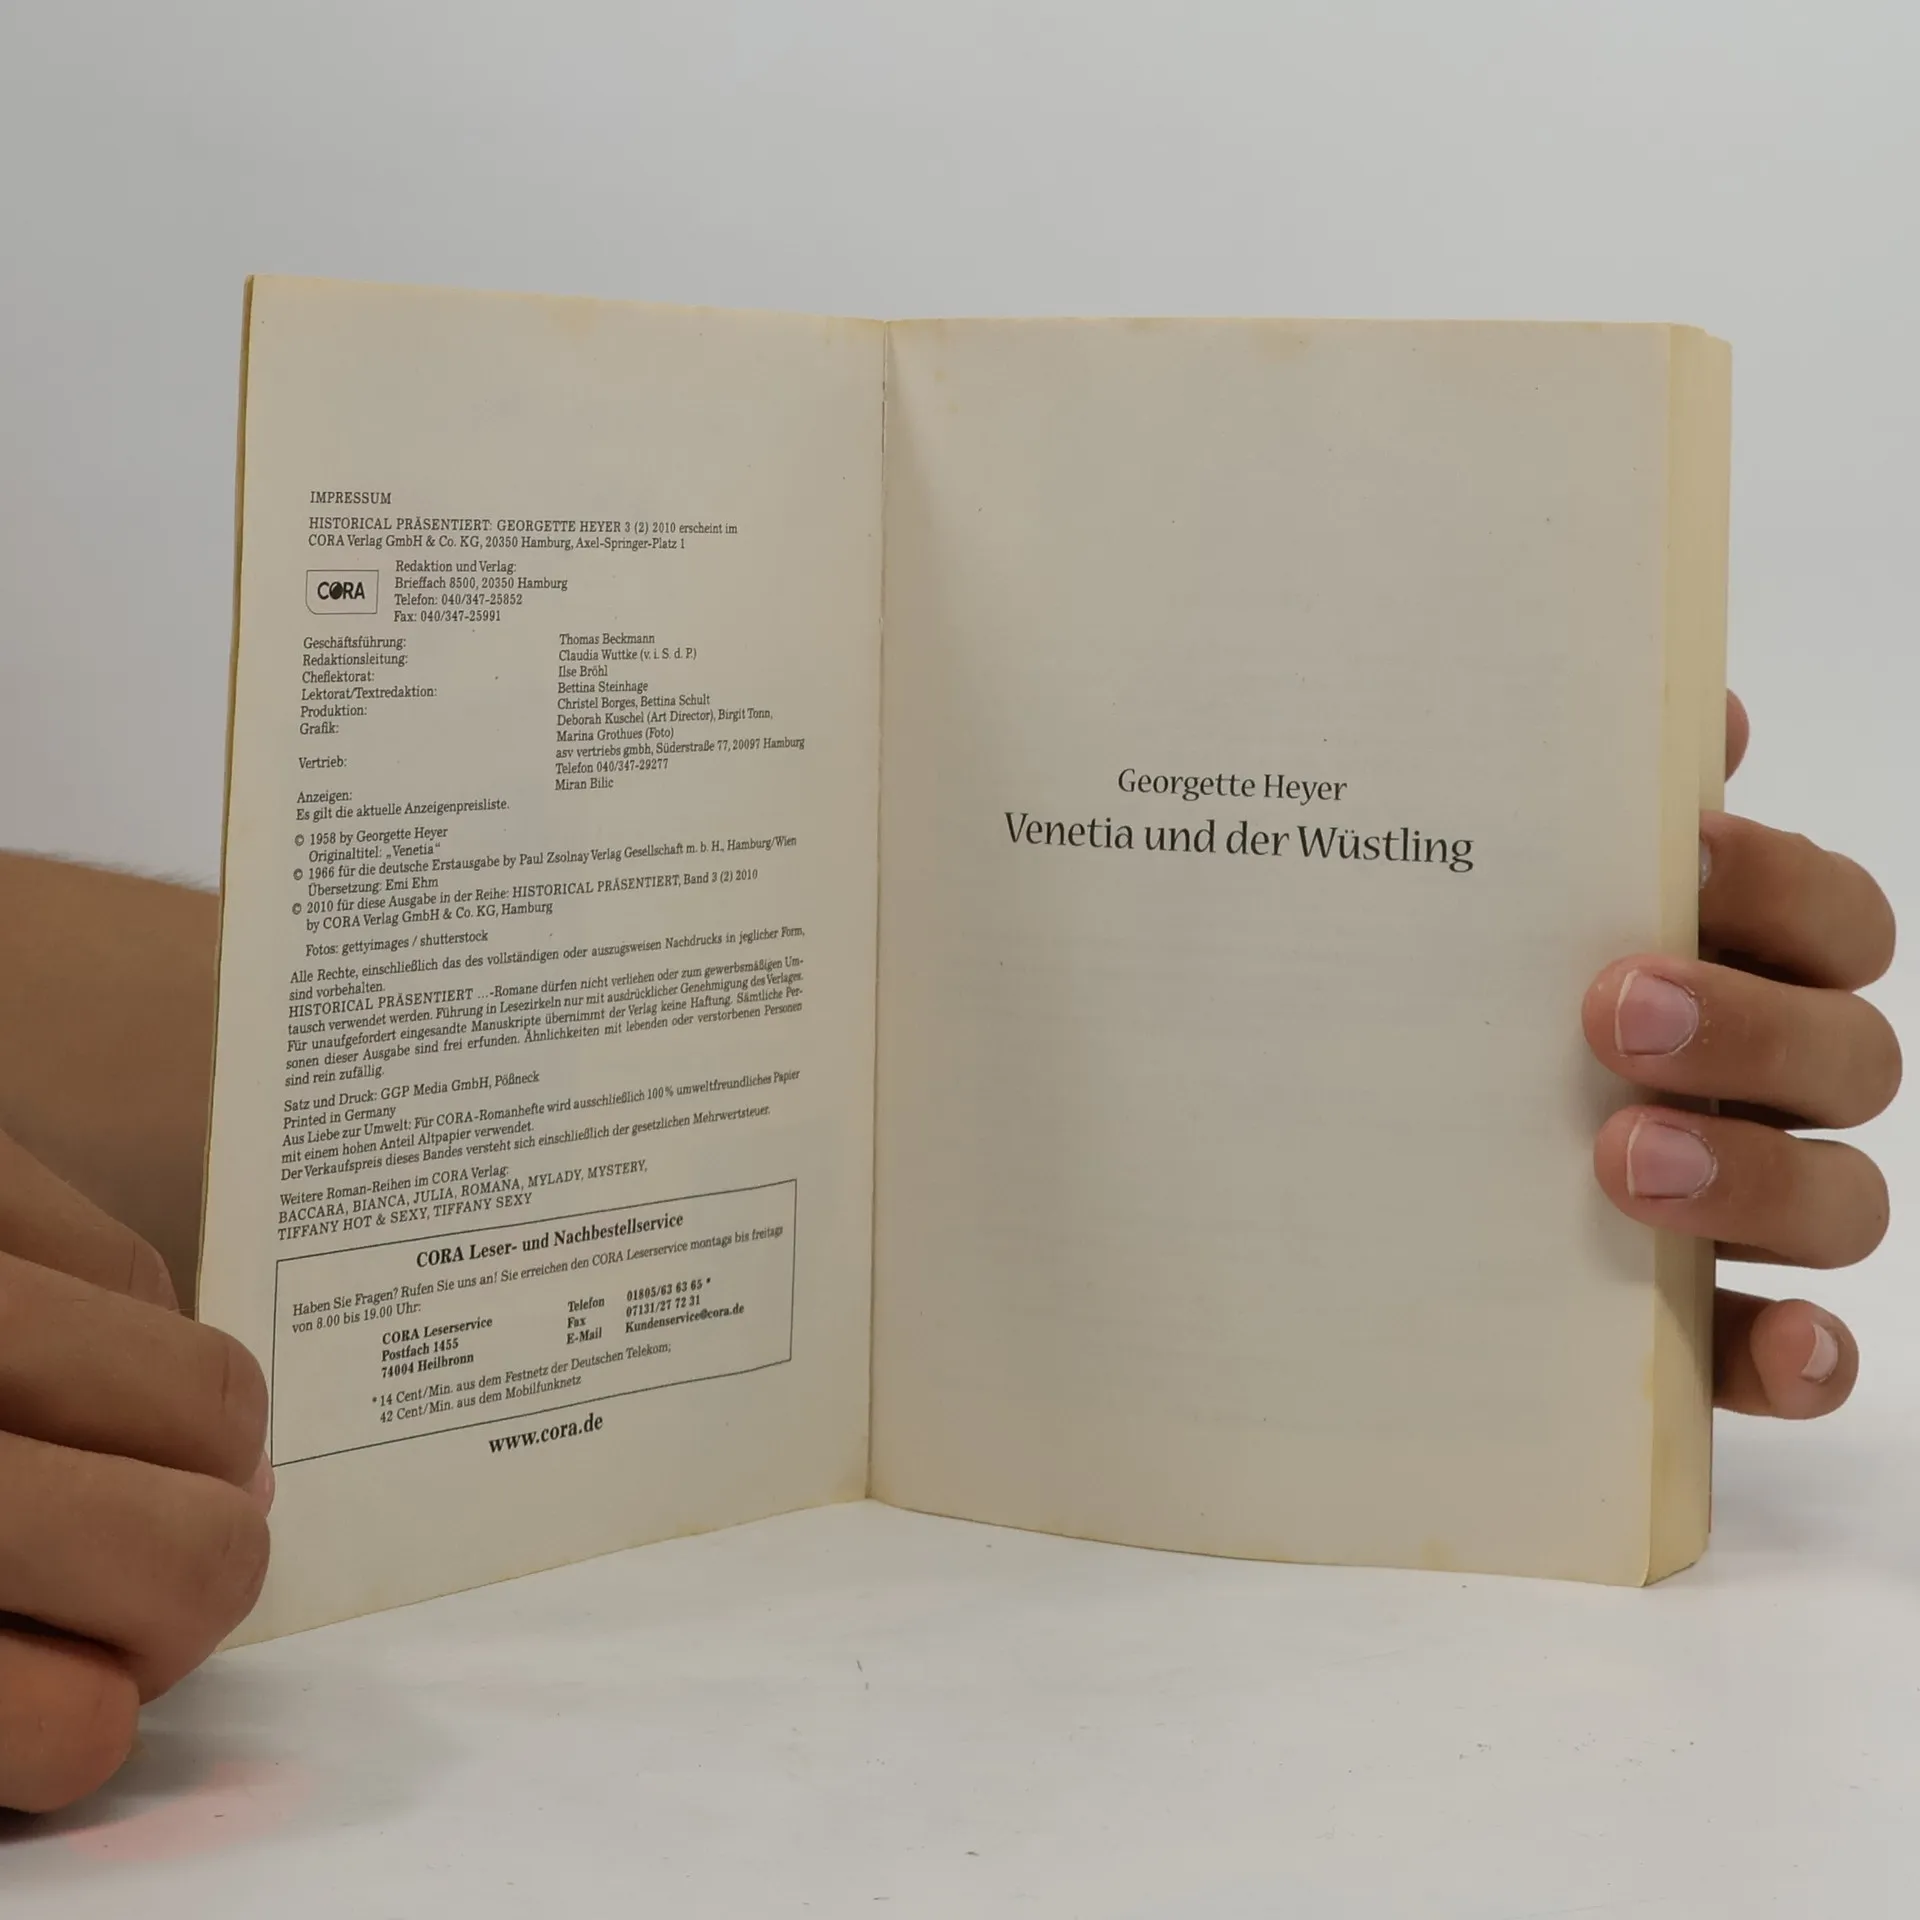 IMPRESSUM
HISTORICAL PRÄSENTIERT: GEORGETTE HEYER 3 (2) 2010 erscheint im
CORA Verlag GmbH & Co. KG, 20350 Hamburg, Axel-Springer-Platz 1
CORA
Redaktion und Verlag:
Brieffach 8500, 20350 Hamburg
Telefon: 040/347-25852
Fax: 040/347-25991
Geschäftsführung: Thomas Beckmann
Redaktionsleitung: Claudia Wuttke (v. i. S. d. P.)
Cheflektorat: Ilse Bröhl
Lektorat/Textredaktion: Bettina Steinhage
Produktion: Christel Borges, Bettina Schult
Grafik: Deborah Kuschel (Art Director), Birgit Tonn,
Marina Grothues (Foto)
Vertrieb: asv vertriebs gmbh, Süderstraße 77, 20097 Hamburg
Telefon 040/347-29277
Anzeigen: Miran Bilic
Es gilt die aktuelle Anzeigenpreisliste.
© 1958 by Georgette Heyer
Originaltitel: „Venetia“
© 1966 für die deutsche Erstausgabe by Paul Zsolnay Verlag Gesellschaft m. b. H., Hamburg/Wien
Übersetzung: Emi Ehm
© 2010 für diese Ausgabe in der Reihe: HISTORICAL PRÄSENTIERT, Band 3 (2) 2010
by CORA Verlag GmbH & Co. KG, Hamburg
Fotos: gettyimages / shutterstock
Alle Rechte, einschließlich das des vollständigen oder auszugsweisen Nachdrucks in jeglicher Form,
sind vorbehalten.
HISTORICAL PRÄSENTIERT ...-Romane dürfen nicht verliehen oder zum gewerbsmäßigen Um-
tausch verwendet werden. Führung in Lesezirkeln nur mit ausdrücklicher Genehmigung des Verlages.
Für unaufgefordert eingesandte Manuskripte übernimmt der Verlag keine Haftung. Sämtliche Per-
sonen dieser Ausgabe sind frei erfunden. Ähnlichkeiten mit lebenden oder verstorbenen Personen
sind rein zufällig.
Satz und Druck: GGP Media GmbH, Pößneck
Printed in Germany
Aus Liebe zur Umwelt: Für CORA-Romanhefte wird ausschließlich 100% umweltfreundliches Papier
mit einem hohen Anteil Altpapier verwendet.
Der Verkaufspreis dieses Bandes versteht sich einschließlich der gesetzlichen Mehrwertsteuer.
Weitere Roman-Reihen im CORA Verlag:
BACCARA, BIANCA, JULIA, ROMANA, MYLADY, MYSTERY,
TIFFANY HOT & SEXY, TIFFANY SEXY
CORA Leser- und Nachbestellservice
Haben Sie Fragen? Rufen Sie uns an! Sie erreichen den CORA Leserservice montags bis freitags
von 8.00 bis 19.00 Uhr:
CORA Leserservice Telefon 01805/63 63 65 *
Postfach 1455 Fax 07131/27 72 31
74004 Heilbronn E-Mail Kundenservice@cora.de
* 14 Cent/Min. aus dem Festnetz der Deutschen Telekom;
42 Cent/Min. aus dem Mobilfunknetz
www.cora.de
Georgette Heyer
Venetia und der Wüstling